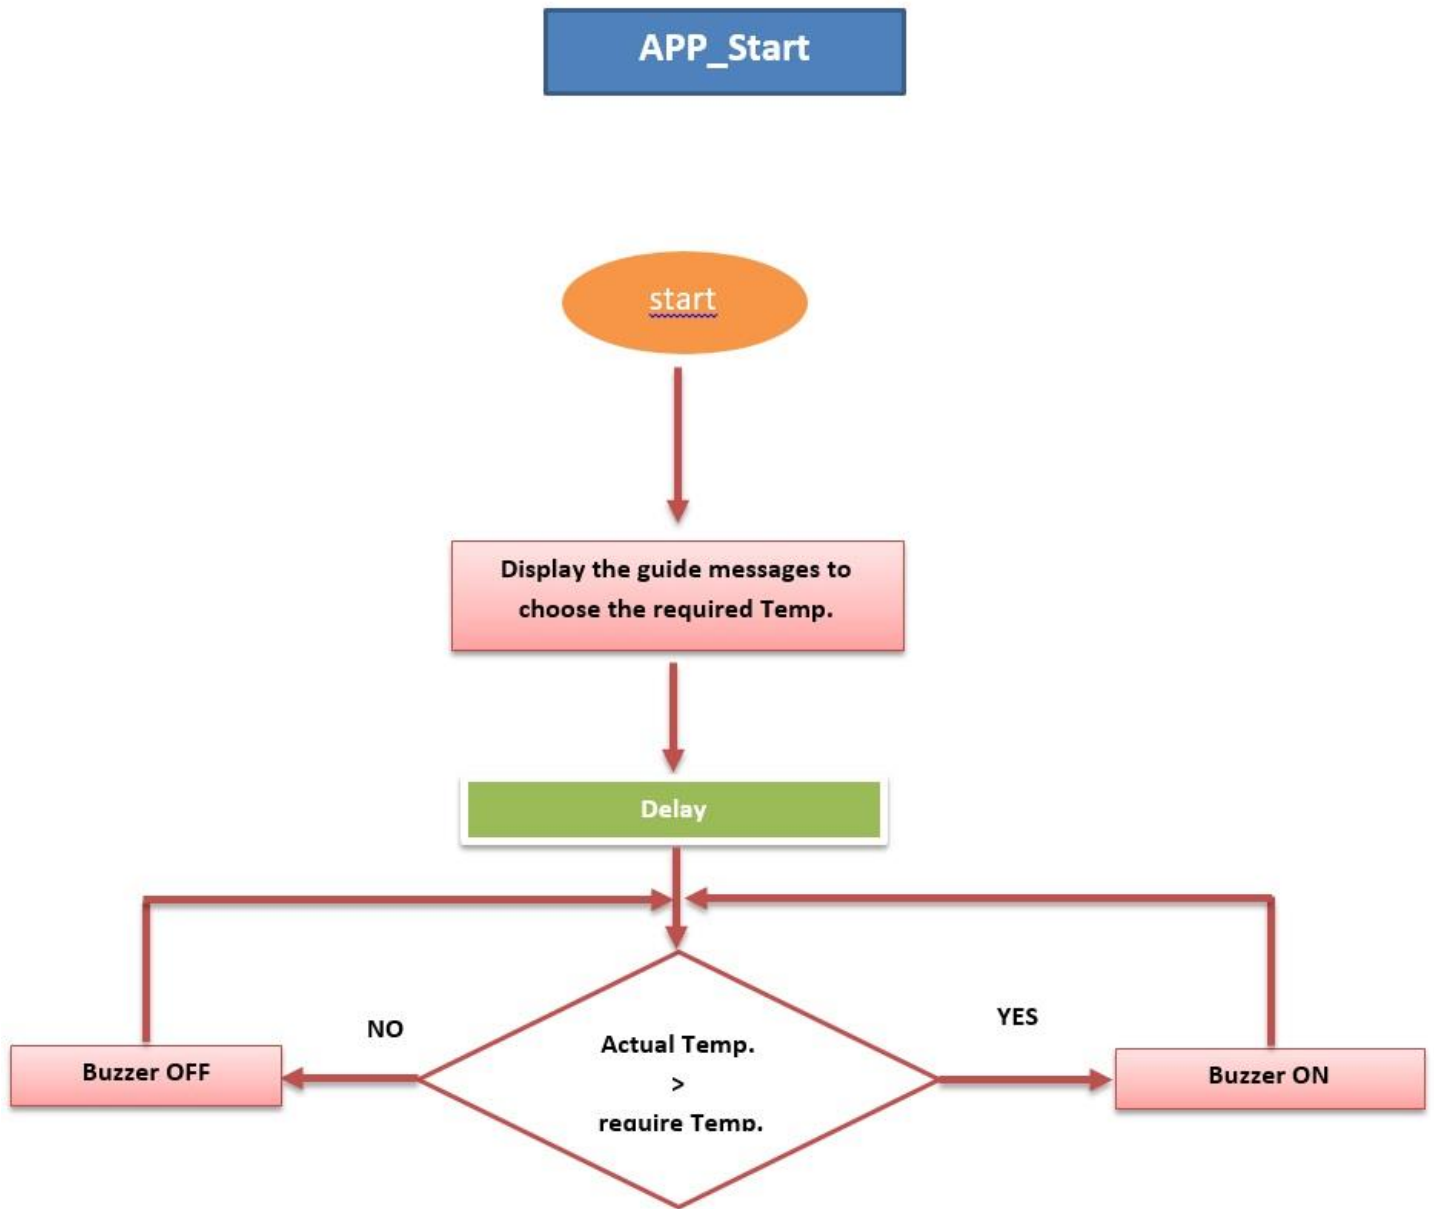 APP_Start
start
Display the guide messages to
choose the required Temp.
Delay
NO
YES
Actual Temp.
>
require Temp.
Buzzer OFF
Buzzer ON